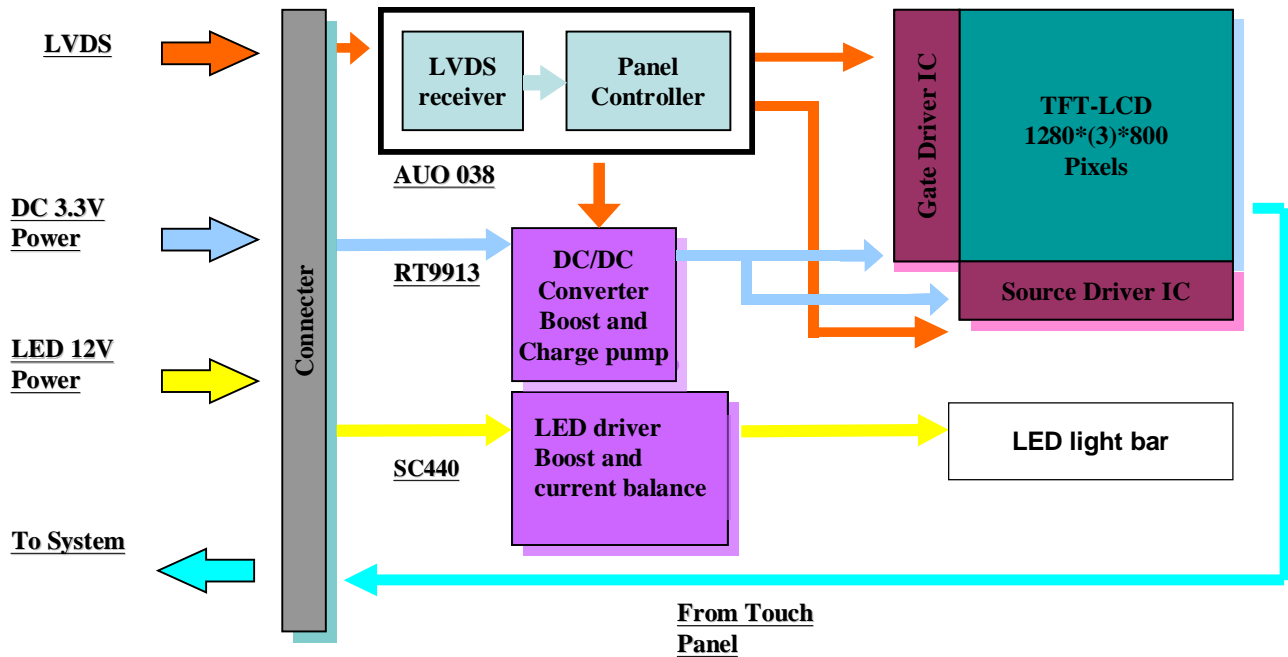 LVDS
DC 3.3V
Power
LED 12V
Power
To System
Connecter
LVDS
receiver
Panel
Controller
AUO 038
RT9913
DC/DC
Converter
Boost and
Charge pump
SC440
LED driver
Boost and
current balance
Gate Driver IC
TFT-LCD
1280*(3)*800
Pixels
Source Driver IC
LED light bar
From Touch
Panel